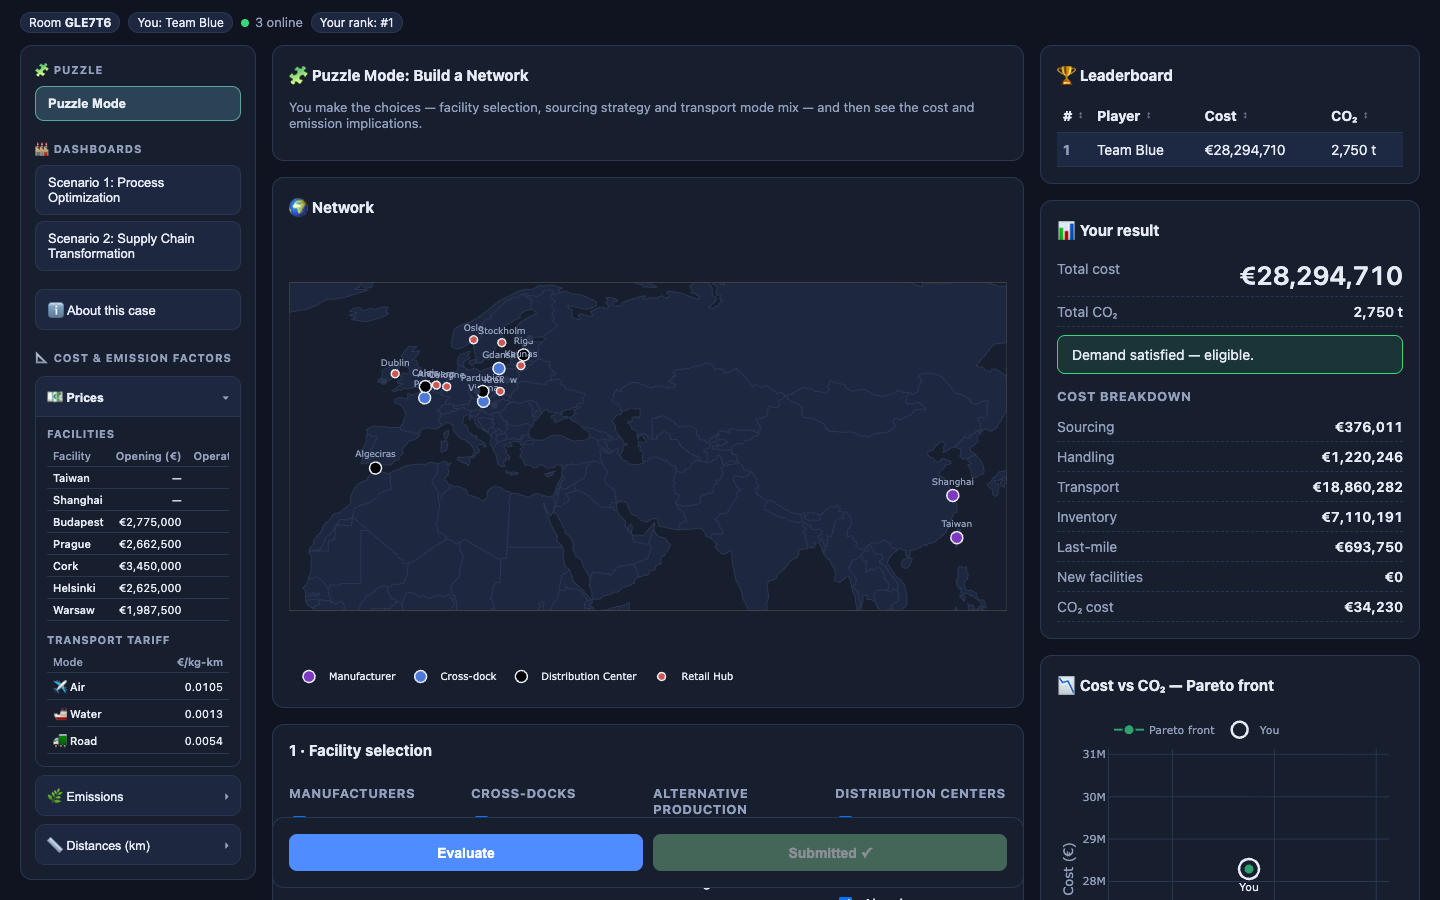 Room GLE7T6
You: Team Blue
3 online
Your rank: #1
PUZZLE
Puzzle Mode
DASHBOARDS
Scenario 1: Process
Optimization
Scenario 2: Supply Chain
Transformation
About this case
COST & EMISSION FACTORS
Prices
FACILITIES
Facility Opening (€) Operat
Taiwan —
Shanghai —
Budapest €2,775,000
Prague €2,662,500
Cork €3,450,000
Helsinki €2,625,000
Warsaw €1,987,500
TRANSPORT TARIFF
Mode €/kg-km
Air 0.0105
Water 0.0013
Road 0.0054
Emissions
Distances (km)
Puzzle Mode: Build a Network
You make the choices — facility selection, sourcing strategy and transport mode mix — and then see the cost and
emission implications.
Network
Oslo
Stockholm
Riga
Gdansk
Dublin
Pardubice
Algeciras
Shanghai
Taiwan
Manufacturer
Cross-dock
Distribution Center
Retail Hub
1 · Facility selection
MANUFACTURERS
CROSS-DOCKS
ALTERNATIVE
PRODUCTION
DISTRIBUTION CENTERS
Evaluate
Submitted ✓
Leaderboard
# Player Cost CO₂
1 Team Blue €28,294,710 2,750 t
Your result
Total cost €28,294,710
Total CO₂ 2,750 t
Demand satisfied — eligible.
COST BREAKDOWN
Sourcing €376,011
Handling €1,220,246
Transport €18,860,282
Inventory €7,110,191
Last-mile €693,750
New facilities €0
CO₂ cost €34,230
Cost vs CO₂ — Pareto front
Pareto front
You
31M
30M
29M
28M
Cost (€)
You